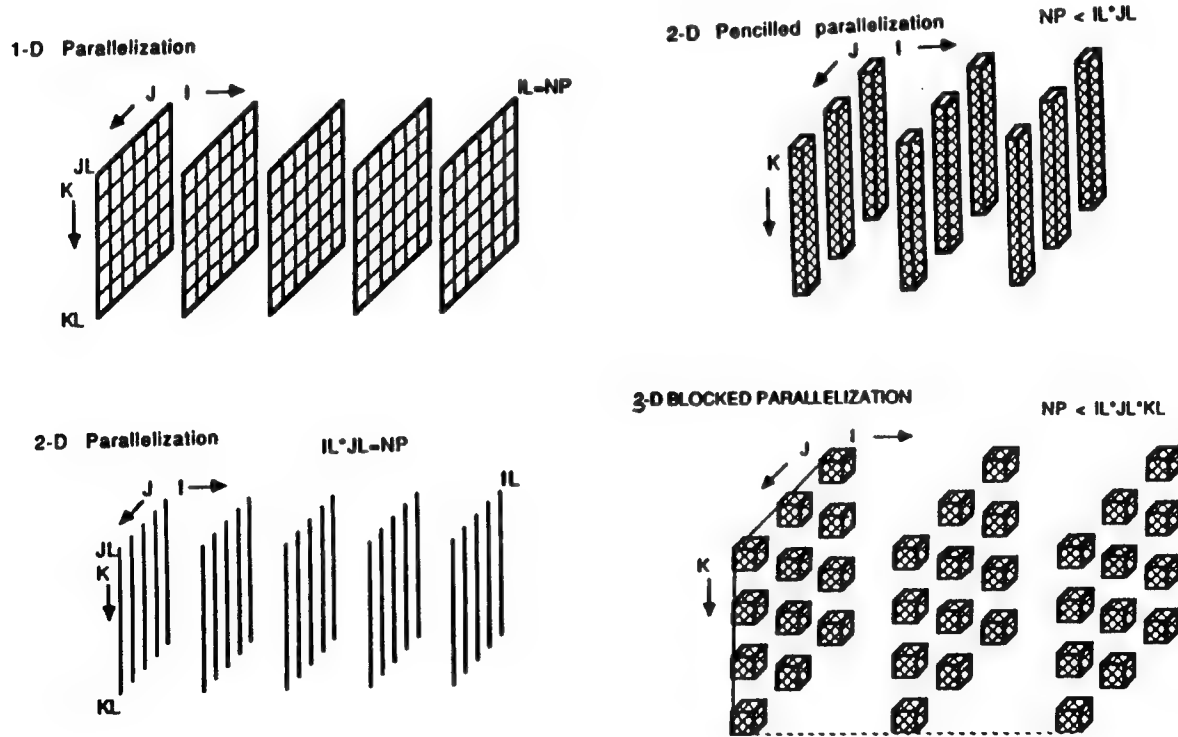 1-D Parallelization
J I
IL=NP
JL
K
KL
2-D Pencilled parallelization
NP < IL*JL
J I
K
2-D Parallelization
IL*JL=NP
J I
IL
JL
K
KL
3-D BLOCKED PARALLELIZATION
NP < IL*JL*KL
J I
K